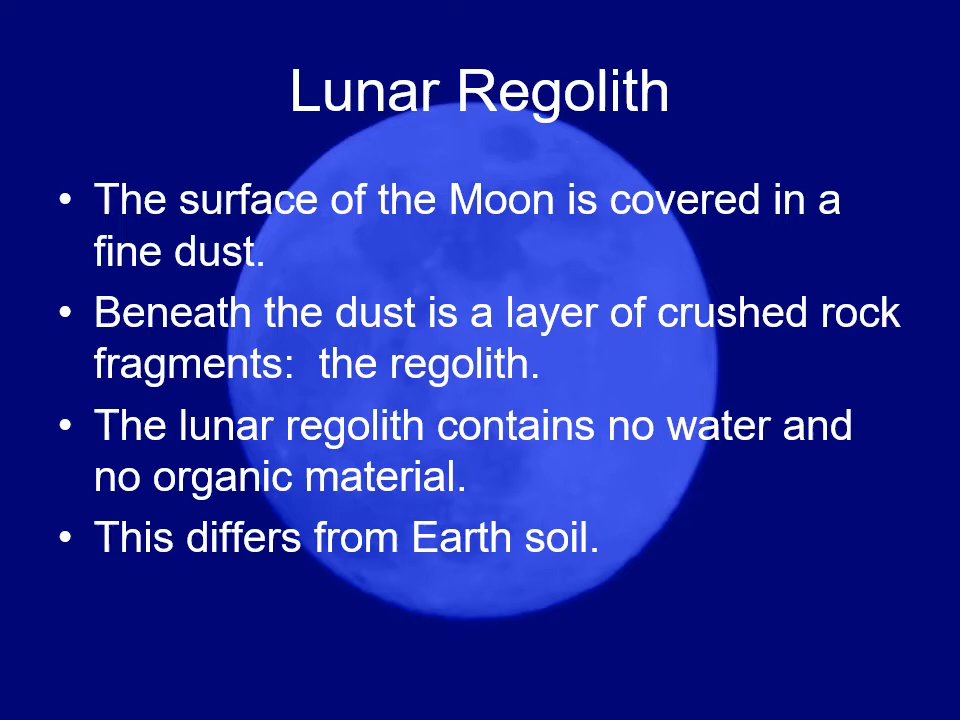 Lunar Regolith
• The surface of the Moon is covered in a
fine dust.
• Beneath the dust is a layer of crushed rock
fragments:  the regolith.
• The lunar regolith contains no water and
no organic material.
• This differs from Earth soil.